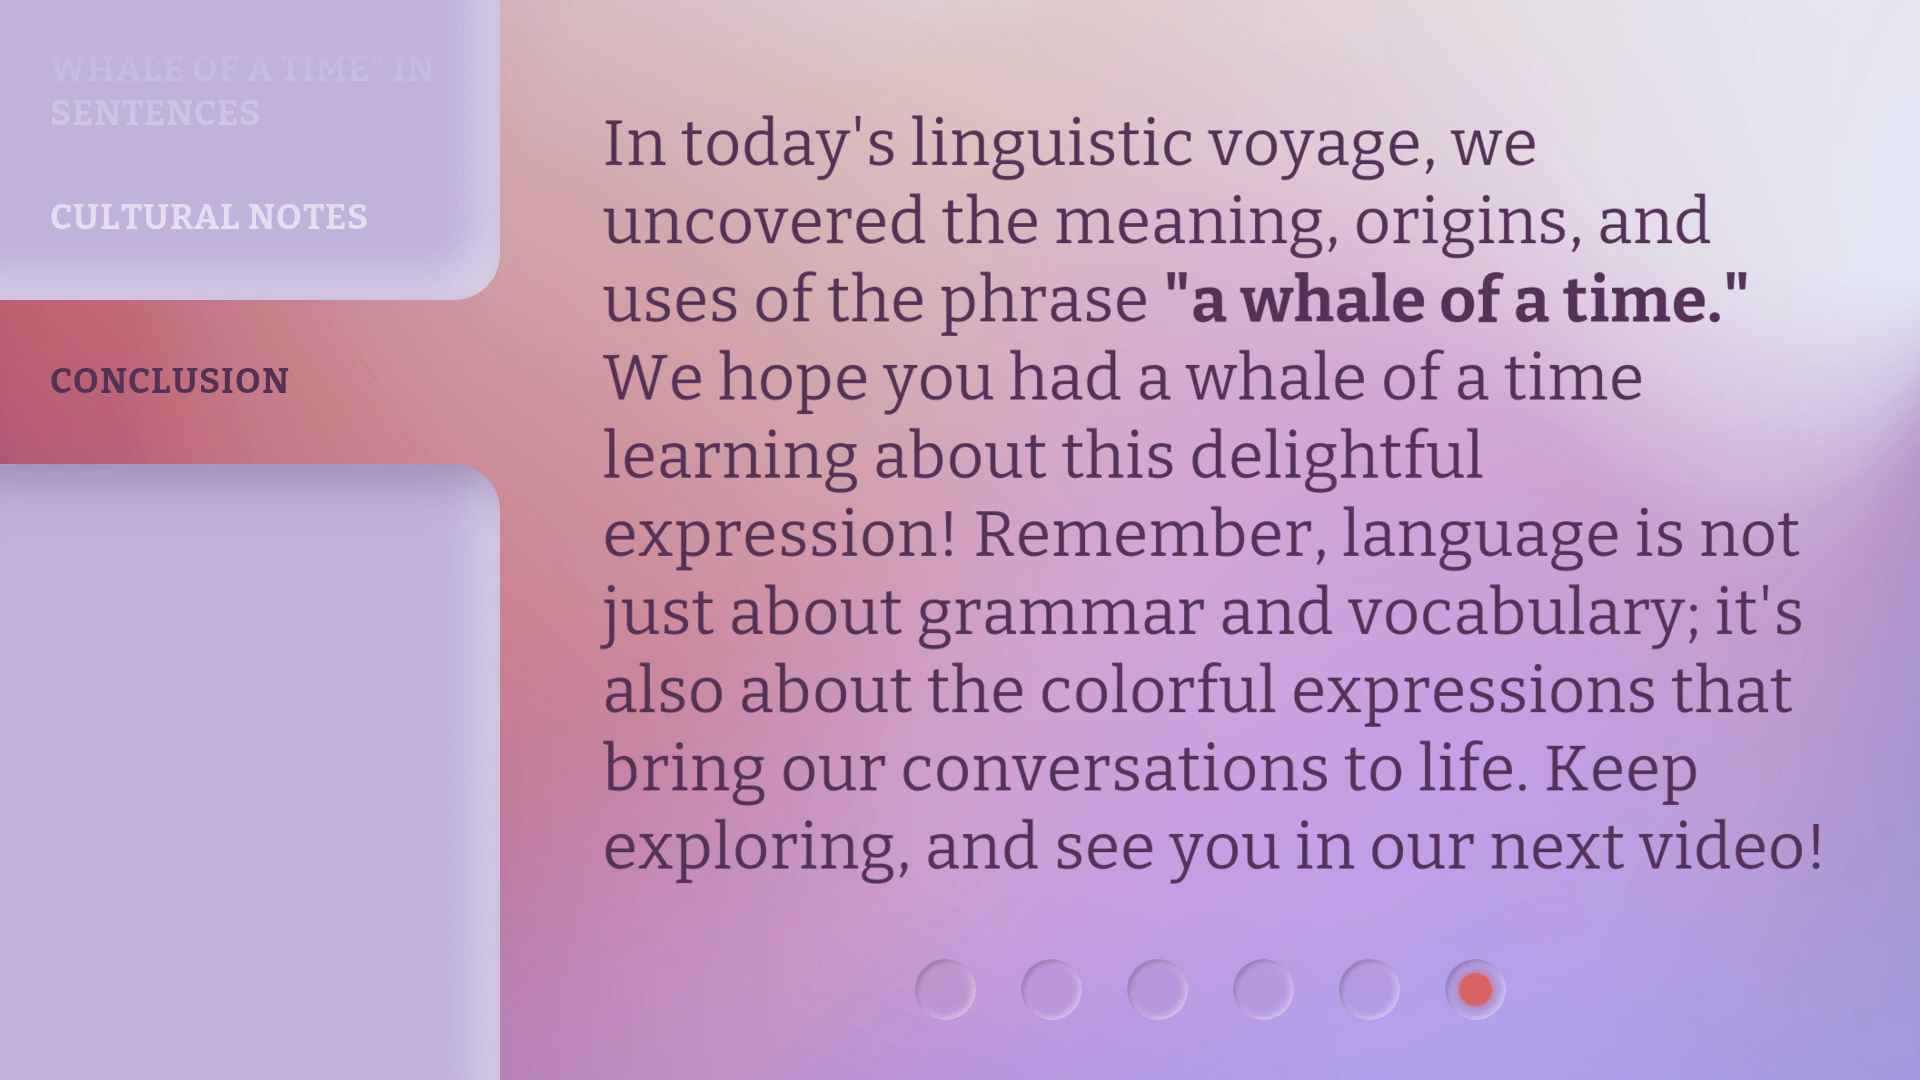 HOW TO USE "A
WHALE OF A TIME" IN
SENTENCES
CULTURAL NOTES
CONCLUSION
In today's linguistic voyage, we
uncovered the meaning, origins, and
uses of the phrase "a whale of a time."
We hope you had a whale of a time
learning about this delightful
expression! Remember, language is not
just about grammar and vocabulary; it's
also about the colorful expressions that
bring our conversations to life. Keep
exploring, and see you in our next video!